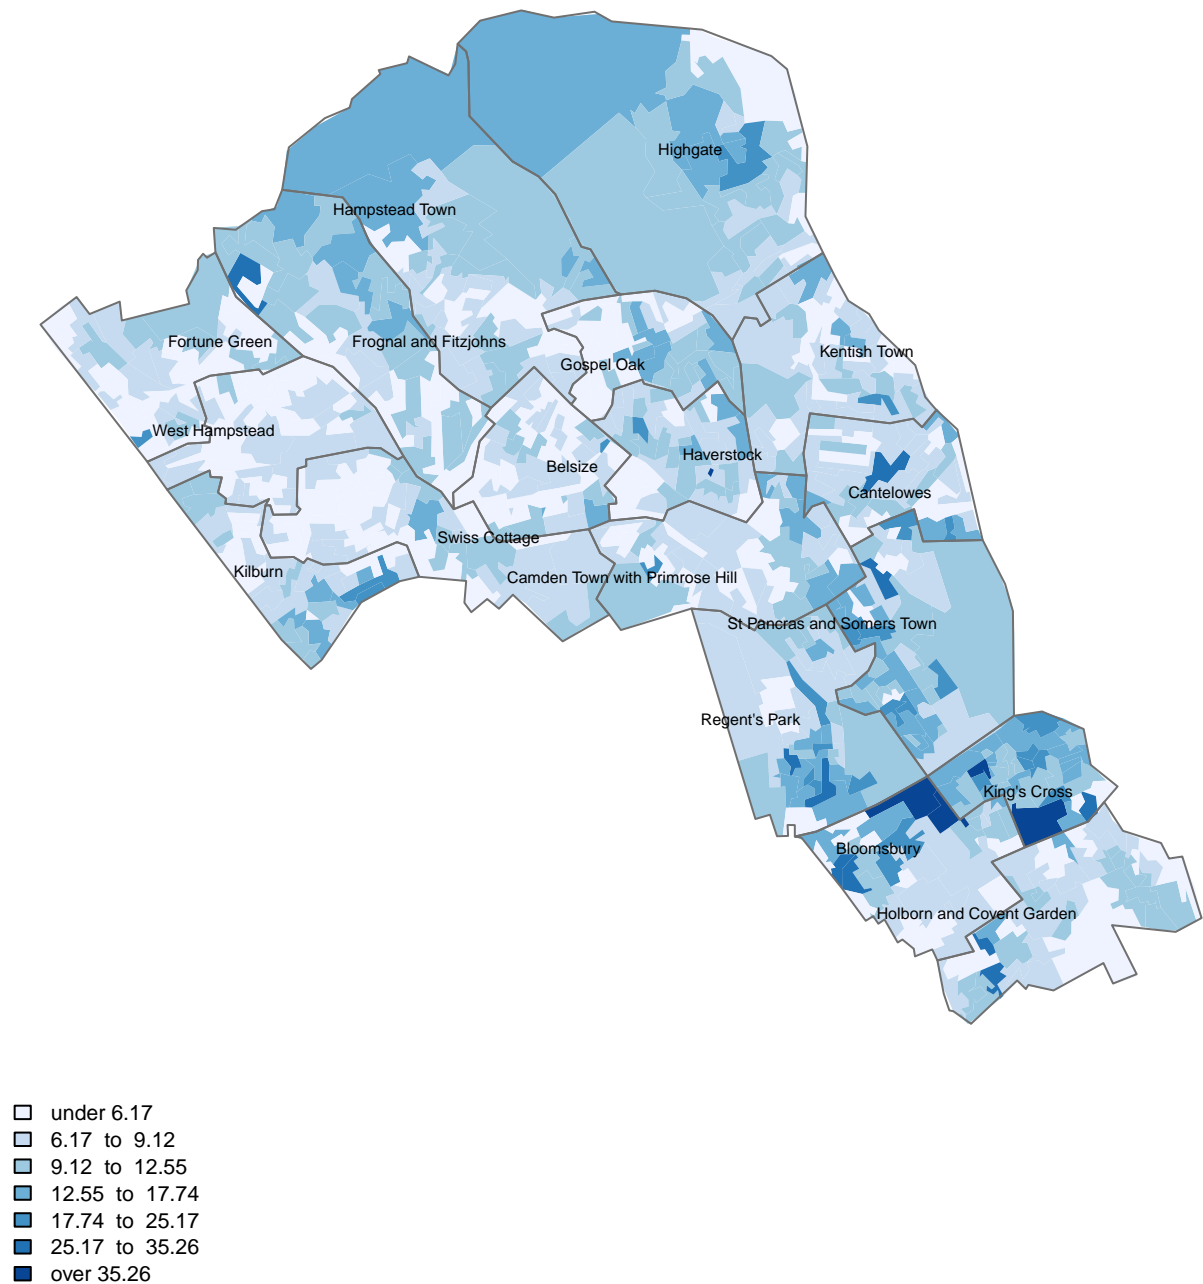 Highgate
Hampstead Town
Fortune Green
Frognal and Fitzjohns
Kentish Town
Gospel Oak
West Hampstead
Haverstock
Belsize
Cantelowes
Swiss Cottage
Kilburn
Camden Town with Primrose Hill
St Pancras and Somers Town
Regent's Park
King's Cross
Bloomsbury
Holborn and Covent Garden
under 6.17
6.17 to 9.12
9.12 to 12.55
12.55 to 17.74
17.74 to 25.17
25.17 to 35.26
over 35.26